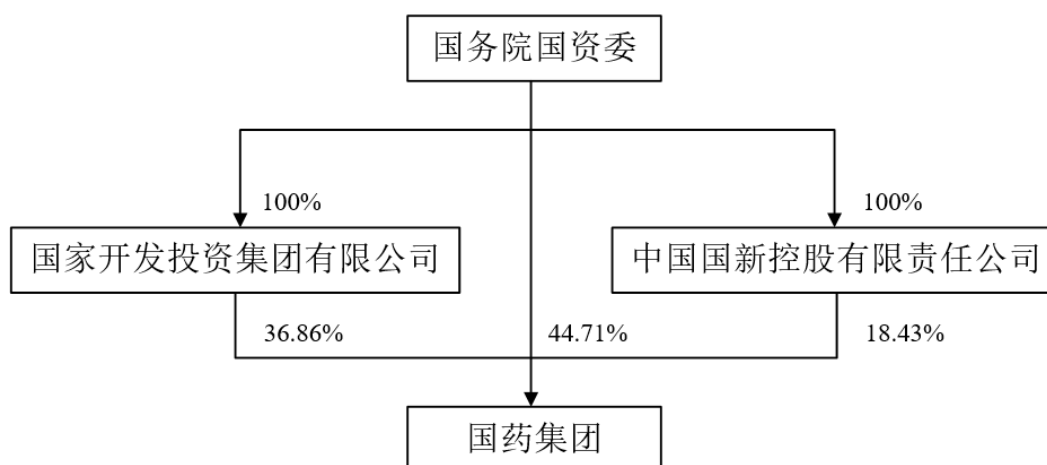 国务院国资委
100%
100%
国家开发投资集团有限公司
中国国新控股有限责任公司
36.86%
44.71%
18.43%
国药集团